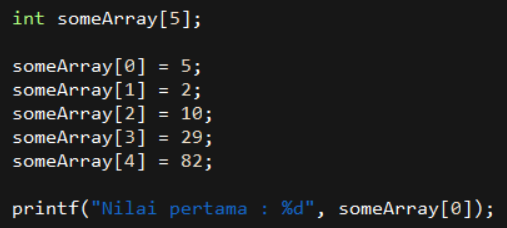 int someArray[5];
someArray[0] = 5;
someArray[1] = 2;
someArray[2] = 10;
someArray[3] = 29;
someArray[4] = 82;
printf("Nilai pertama : %d", someArray[0]);